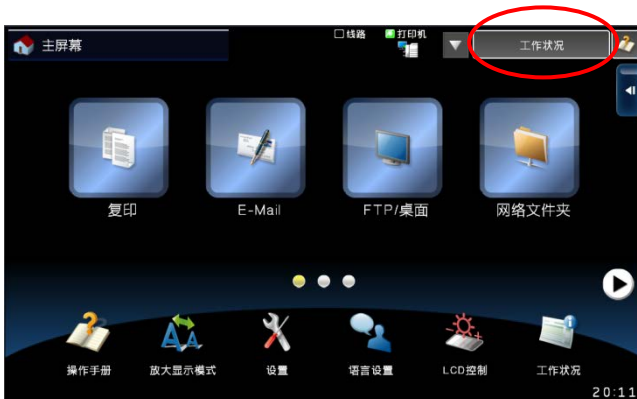 主屏幕
线路
打印机
工作状况
复印
E-Mail
FTP/桌面
网络文件夹
操作手册
放大显示模式
设置
语言设置
LCD控制
工作状况
20:11